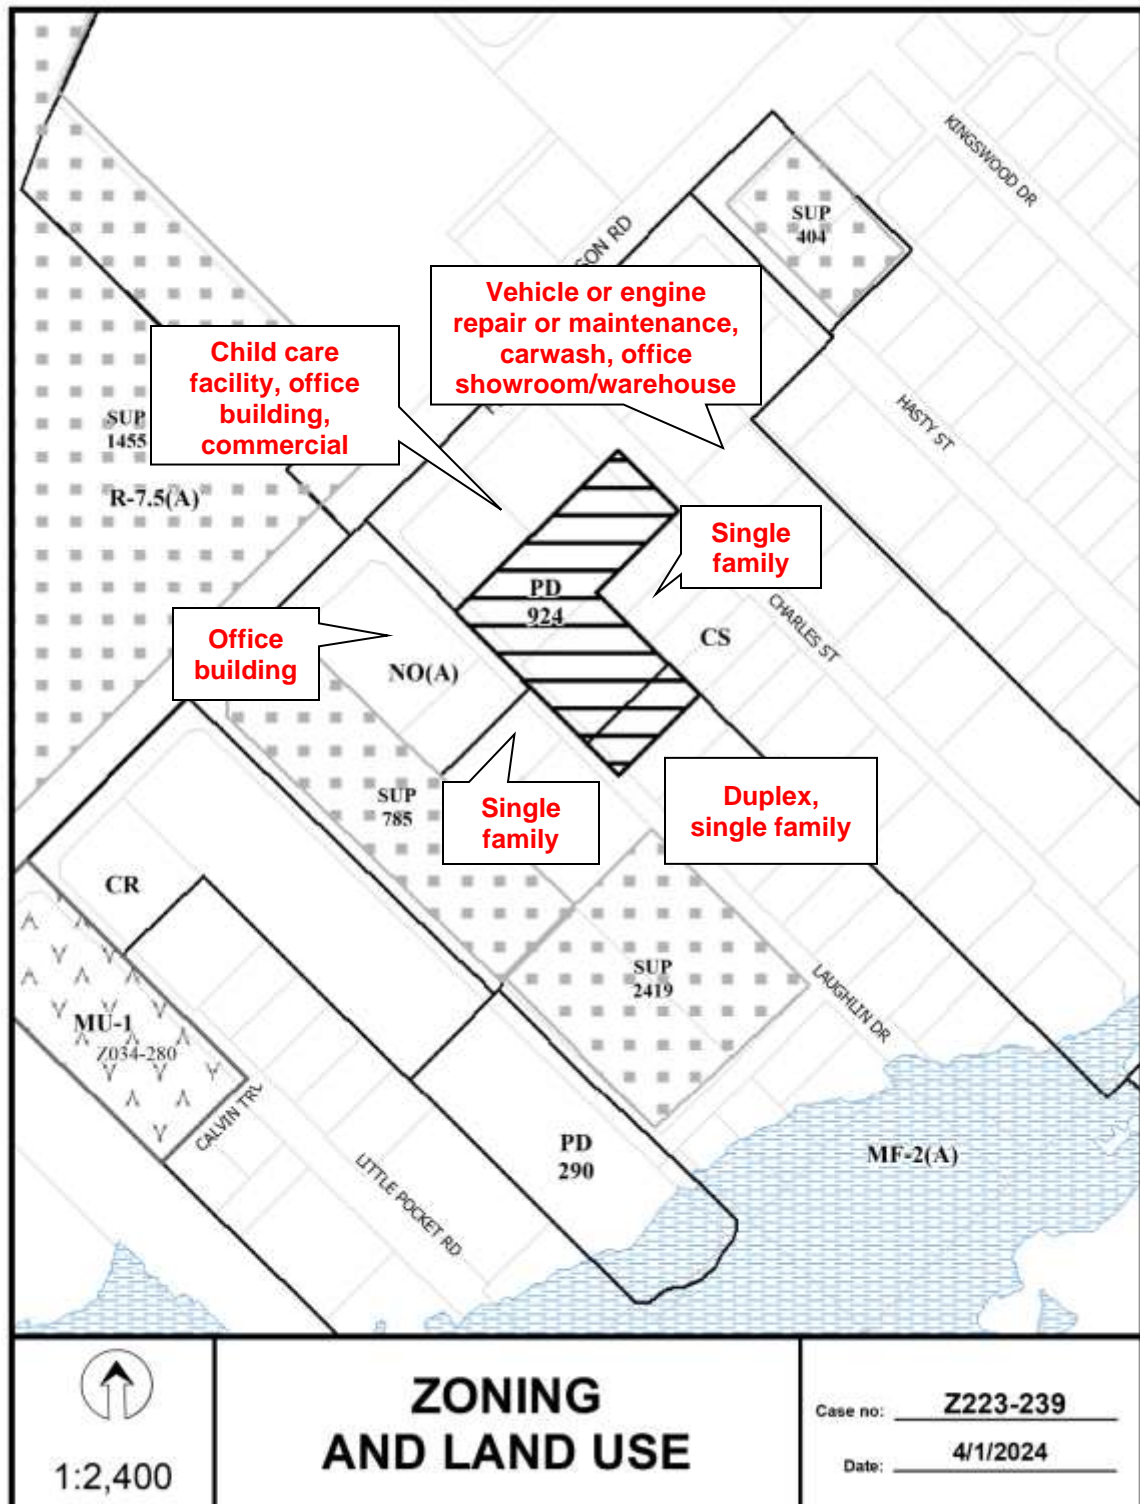 KINGSWOOD DR
SUP
404
SON RD
Vehicle or engine
repair or maintenance,
carwash, office
showroom/warehouse
Child care
facility, office
building,
commercial
HASTY ST
SUP
1455
R-7.5(A)
Single
family
PD
924
CHARLES ST
CS
Office
building
NO(A)
SUP
785
Single
family
Duplex,
single family
CR
SUP
2419
LAUGHLIN DR
MU-1
Z034-280
CALVIN TRL
PD
290
MF-2(A)
LITTLE POCKET RD
1:2,400
ZONING
AND LAND USE
Case no: Z223-239
Date: 4/1/2024